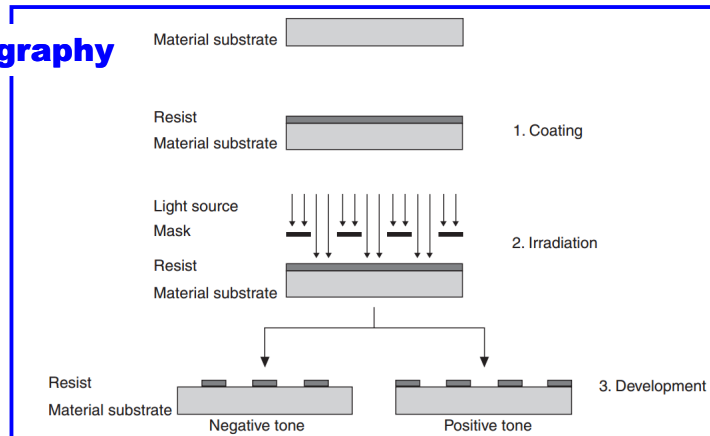 graphy
Material substrate
Resist
Material substrate
1. Coating
Light source
Mask
2. Irradiation
Resist
Material substrate
Resist
Material substrate
3. Development
Negative tone
Positive tone